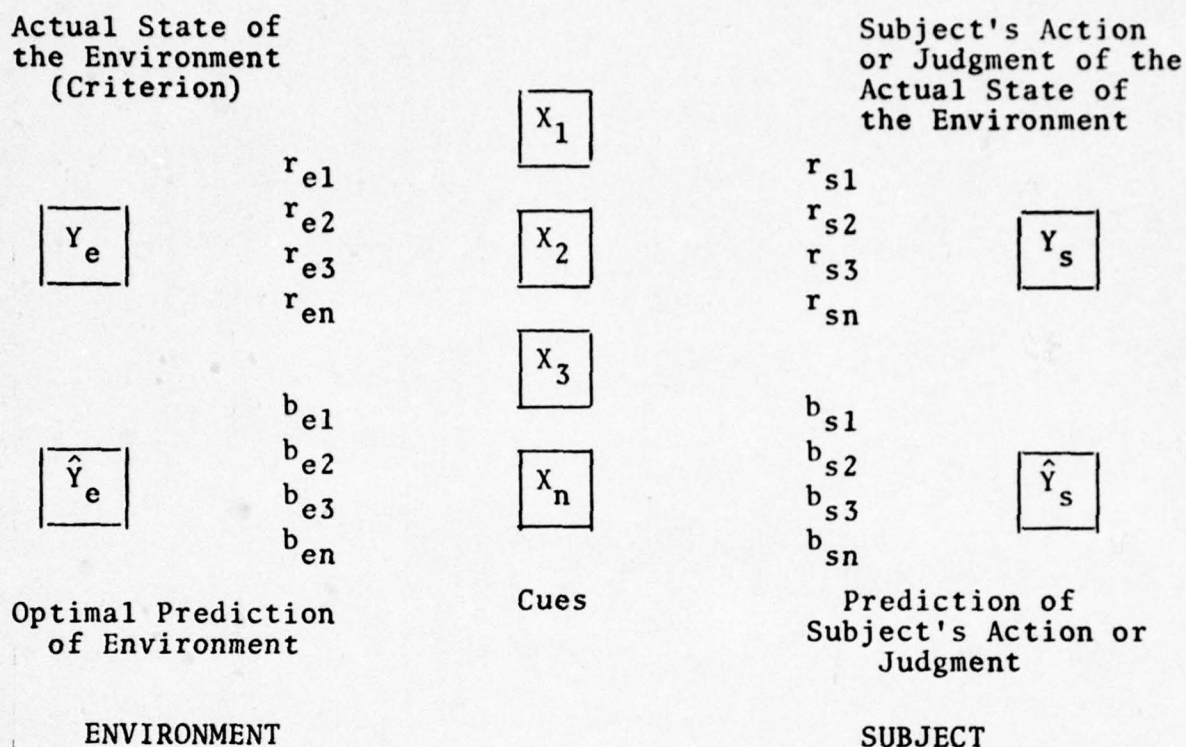 Actual State of
the Environment
(Criterion)
Subject's Action
or Judgment of the
Actual State of
the Environment
X1
re1
re2
re3
ren
rs1
rs2
rs3
rsn
Ye
X2
Ys
X3
be1
be2
be3
ben
bs1
bs2
bs3
bsn
Ŷe
Xn
Ŷs
Optimal Prediction
of Environment
Cues
Prediction of
Subject's Action or
Judgment
ENVIRONMENT
SUBJECT